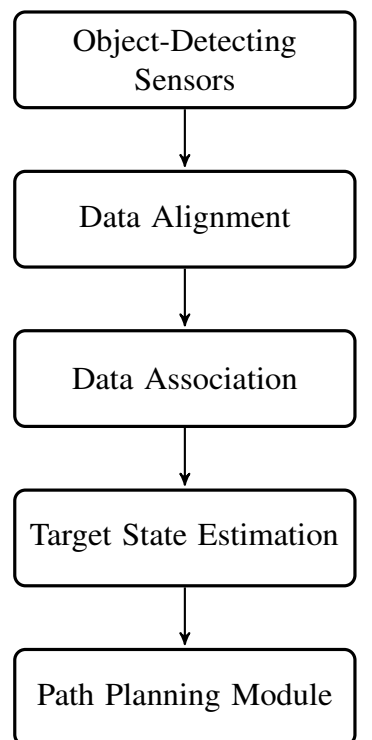 Object-Detecting
Sensors
Data Alignment
Data Association
Target State Estimation
Path Planning Module